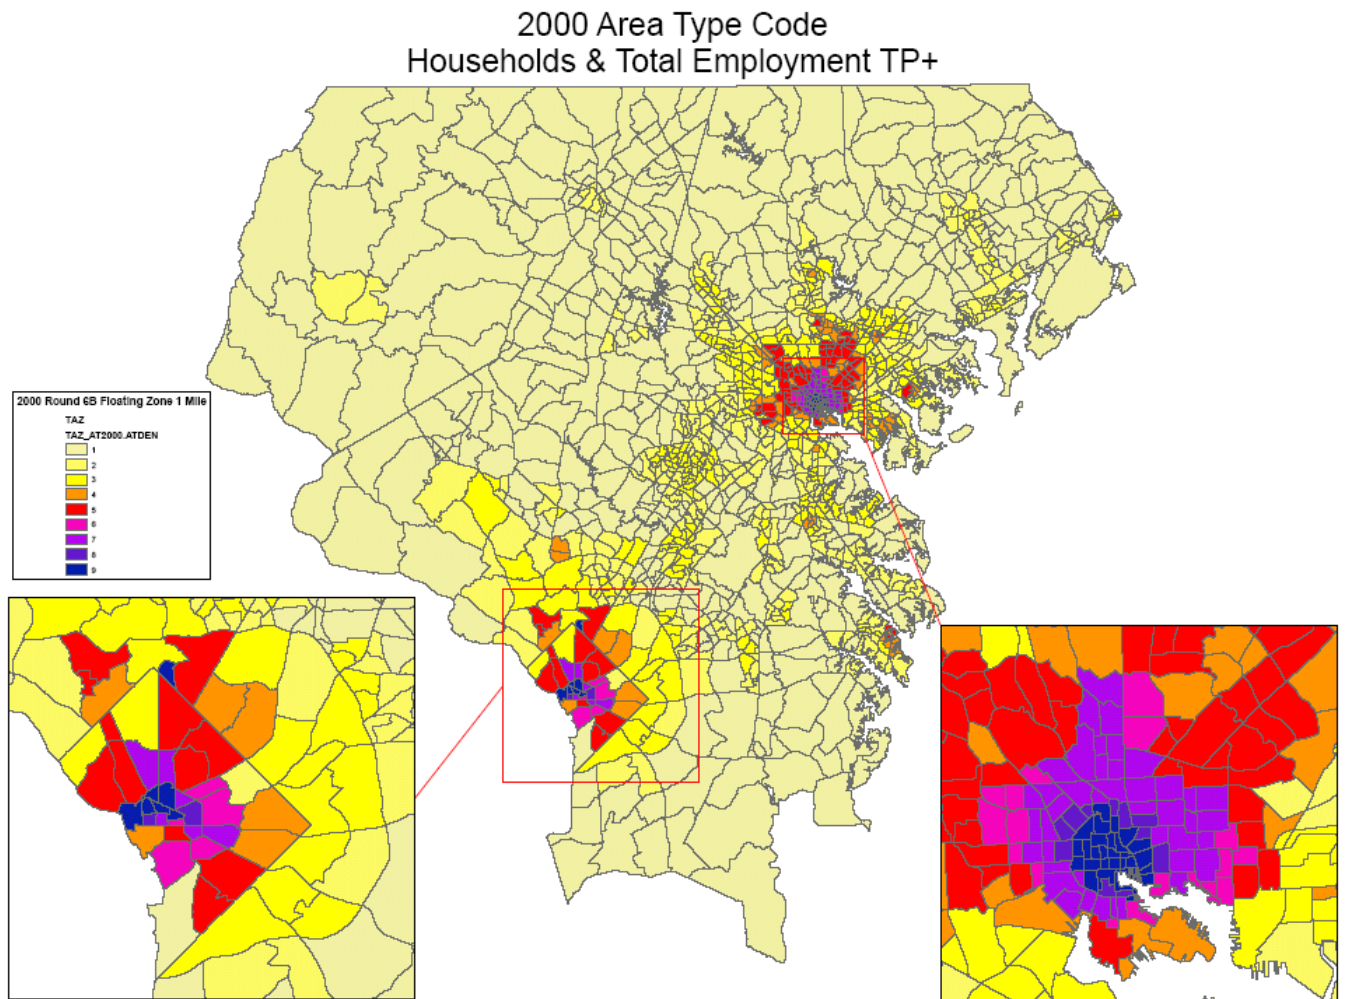 2000 Area Type Code
Households & Total Employment TP+
2000 Round 6B Floating Zone 1 Mile
TAZ
TAZ_AT2000.ATDEN
1
2
3
4
5
6
7
8
9